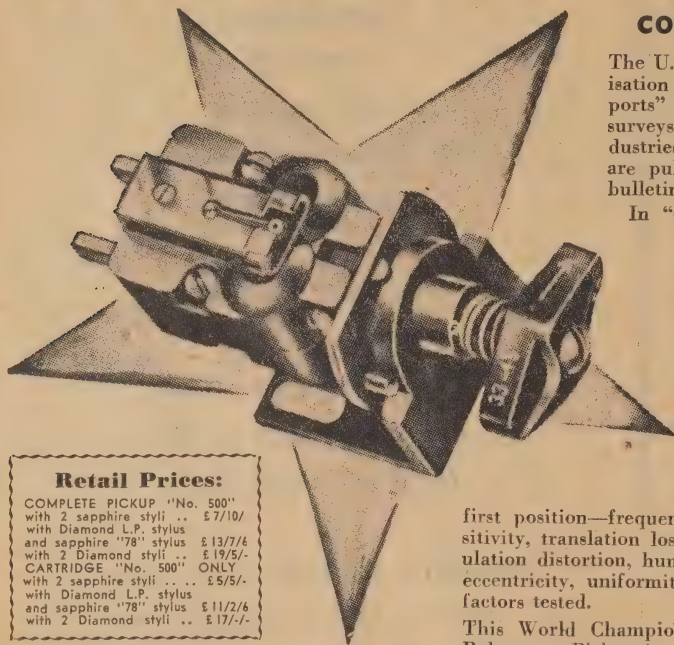 CO
The U.
isation
ports"
surveys
dustries
are pu
bulletin
In "
33
Retail Prices:
COMPLETE PICKUP "No. 500"
with 2 sapphire styli .. £7/10/
with Diamond L.P. stylus
and sapphire "78" stylus £13/7/6
with 2 Diamond styli .. £19/5/-
CARTRIDGE "No. 500" ONLY
with 2 sapphire styli .. .. £5/5/-
with Diamond L.P. stylus
and sapphire "78" stylus £11/2/6
with 2 Diamond styli .. £17/-/-
first position—frequen
sitivity, translation los
ulation distortion, hum
eccentricity, uniformit
factors tested.
This World Champio